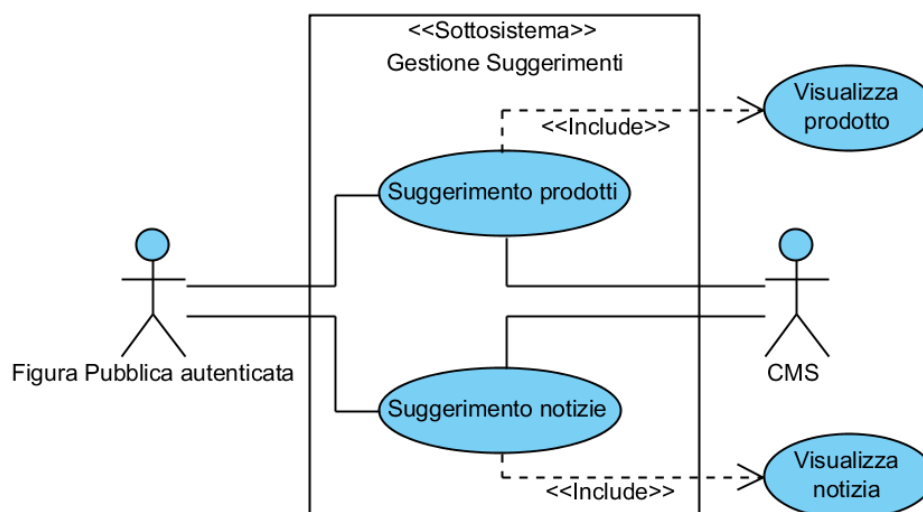 <<Sottosistema>>
Gestione Suggerimenti
Visualizza
prodotto
<<Include>>
Suggerimento prodotti
Figura Pubblica autenticata
CMS
Suggerimento notizie
Visualizza
notizia
<<Include>>